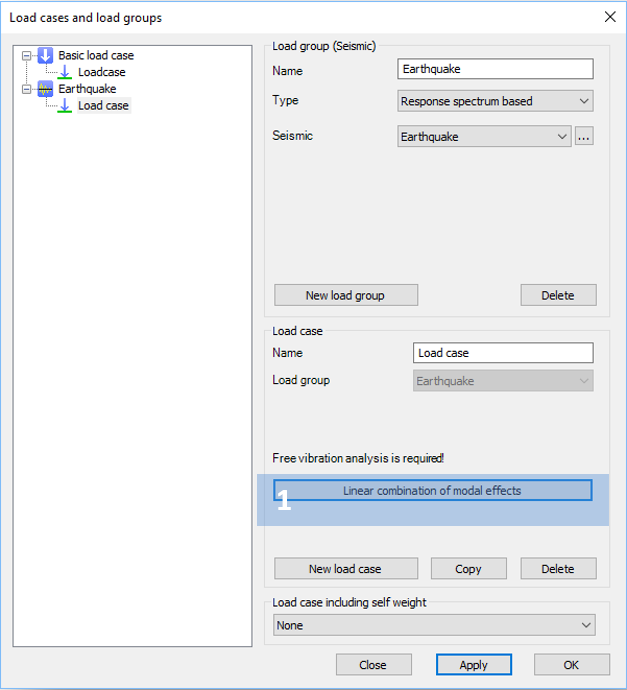 Load cases and load groups
Basic load case
Loadcase
Earthquake
Load case
Load group (Seismic)
Name Earthquake
Type Response spectrum based
Seismic Earthquake ...
New load group Delete
Load case
Name Load case
Load group Earthquake
Free vibration analysis is required!
Linear combination of modal effects
1
New load case Copy Delete
Load case including self weight
None
Close Apply OK